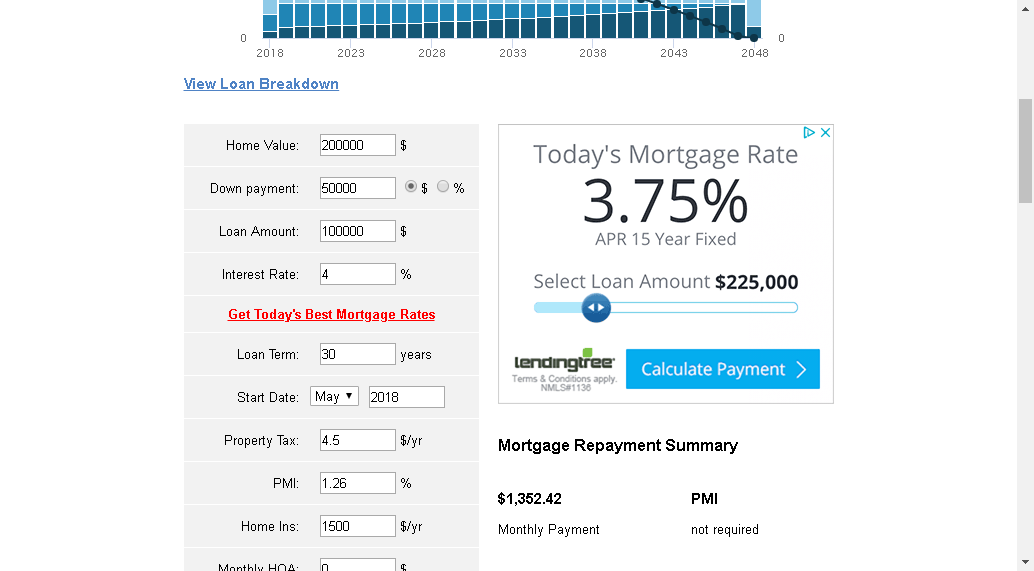 0 0
2018 2023 2028 2033 2038 2043 2048
View Loan Breakdown
Home Value: 200000 $
Down payment: 50000 $ %
Loan Amount: 100000 $
Interest Rate: 4 %
Get Today's Best Mortgage Rates
Loan Term: 30 years
Start Date: May 2018
Property Tax: 4.5 $/yr
PMI: 1.26 %
Home Ins: 1500 $/yr
Monthly HOA: 0 $
Today's Mortgage Rate
3.75%
APR 15 Year Fixed
Select Loan Amount $225,000
lendingtree
Terms & Conditions apply.
NMLS#1136
Calculate Payment
Mortgage Repayment Summary
$1,352.42 PMI
Monthly Payment not required